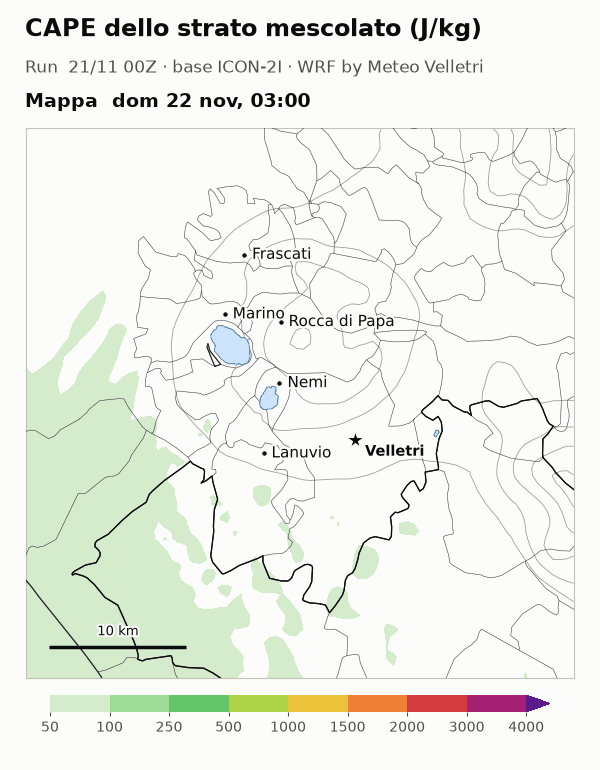 CAPE dello strato mescolato (J/kg)
Run  21/11 00Z · base ICON-2I · WRF by Meteo Velletri
Mappa  dom 22 nov, 03:00
Frascati
Marino
Rocca di Papa
Nemi
Velletri
Lanuvio
10 km
50 100 250 500 1000 1500 2000 3000 4000